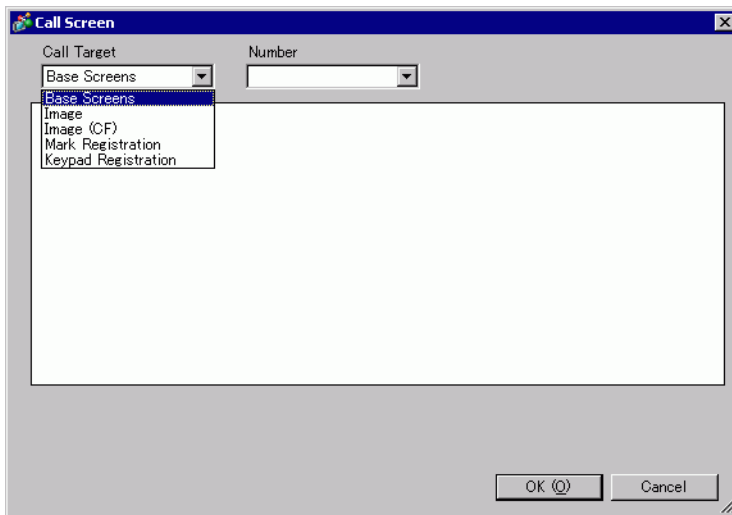 Call Screen
Call Target Number
Base Screens
Base Screens
Image
Image (CF)
Mark Registration
Keypad Registration
OK (O) Cancel